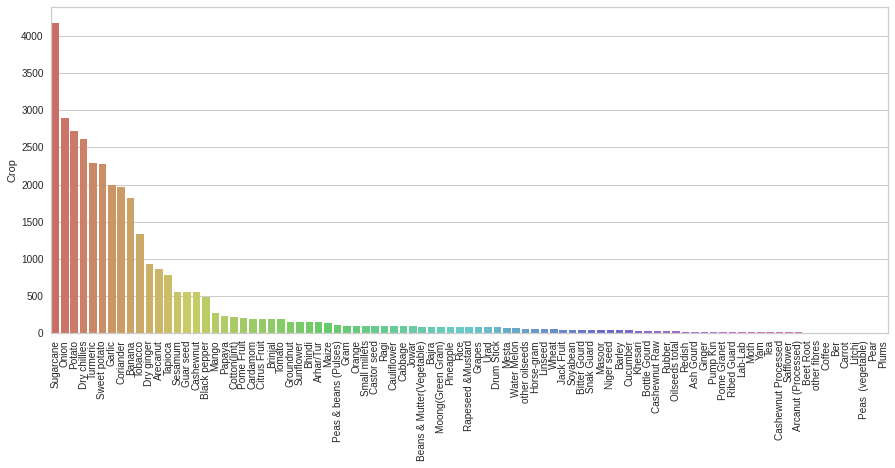 4000
3500
3000
2500
2000
1500
1000
500
0
Crop
Sugarcane
Onion
Potato
Dry chillies
Turmeric
Sweet potato
Garlic
Coriander
Banana
Tobacco
Dry ginger
Arecanut
Tapioca
Sesamum
Guar seed
Cashewnut
Black pepper
Mango
Papaya
Cotton(lint)
Pome Fruit
Cardamom
Citrus Fruit
Brinjal
Tomato
Groundnut
Sunflower
Bhindi
Arhar/Tur
Maize
Peas & beans (Pulses)
Gram
Orange
Small millets
Castor seed
Ragi
Cauliflower
Cabbage
Jowar
Beans & Mutter(Vegetable)
Bajra
Moong(Green Gram)
Pineapple
Rice
Rapeseed &Mustard
Grapes
Urad
Drum Stick
Mesta
Water Melon
other oilseeds
Horse-gram
Linseed
Wheat
Jack Fruit
Soyabean
Bitter Gourd
Snak Guard
Masoor
Niger seed
Barley
Cucumber
Khesari
Bottle Gourd
Cashewnut Raw
Rubber
Oilseeds total
Redish
Ash Gourd
Ginger
Pump Kin
Pome Granet
Ribed Guard
Lab-Lab
Moth
Yam
Tea
Cashewnut Processed
Safflower
Arcanut (Processed)
Beet Root
other fibres
Coffee
Ber
Carrot
Litchi
Peas  (vegetable)
Pear
Plums